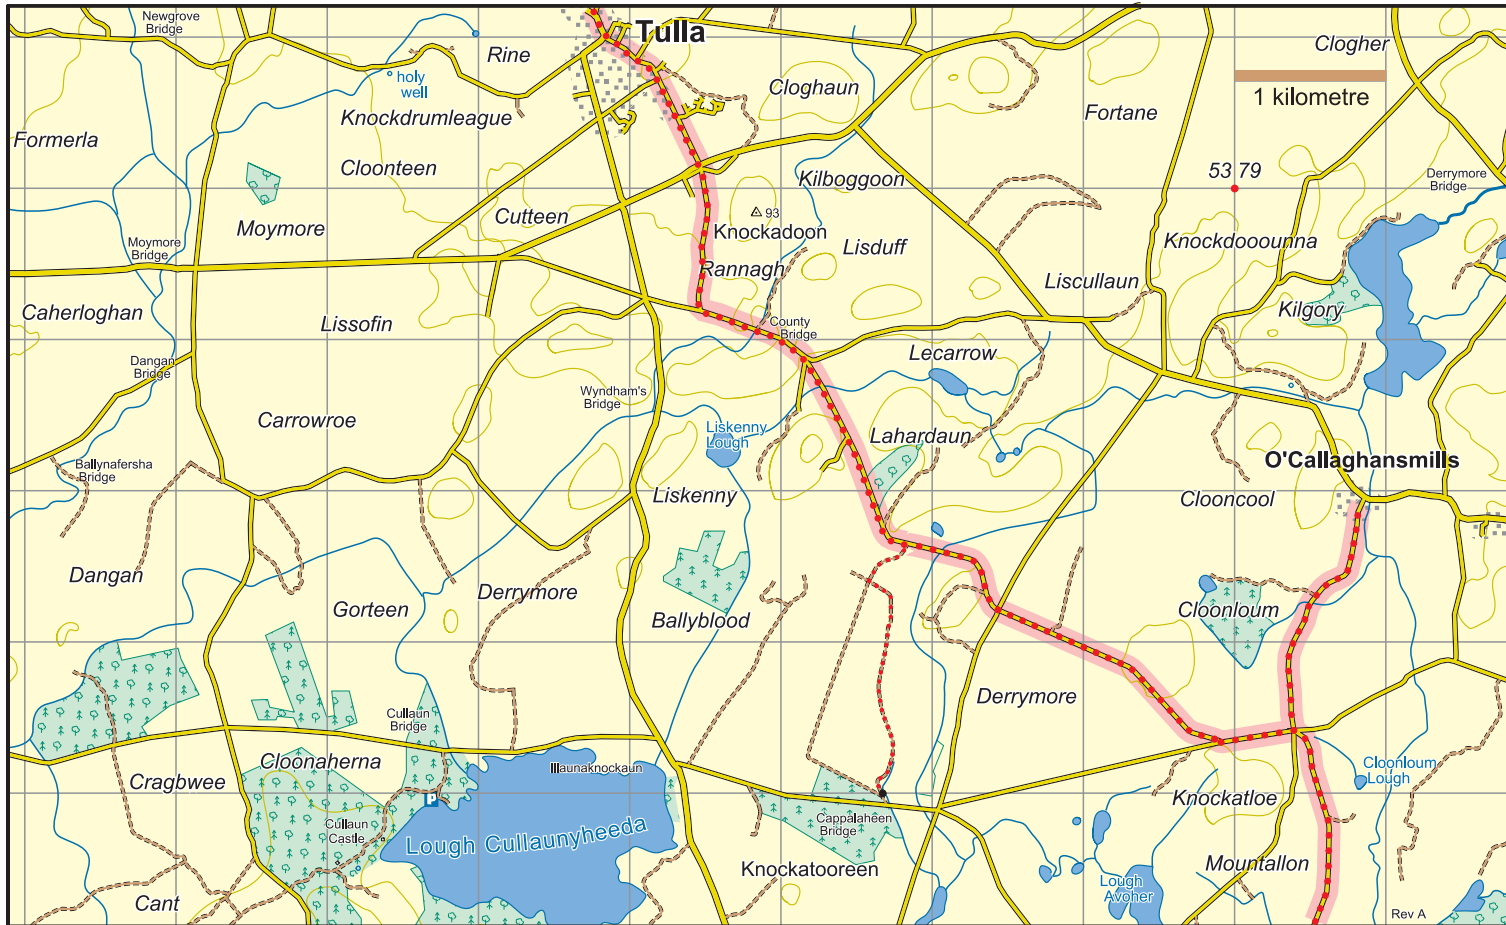 Newgrove
Bridge
Tulla
Rine
Clogher
holy
well
Cloghaun
1 kilometre
Knockdrumleague
Fortane
Formerla
Cloonteen
53 79
Kilboggoon
Derrymore
Bridge
Cutteen
93
Moymore
Knockadoon
Moymore
Bridge
Lisduff
Knockdooounna
Rannagh
Liscullaun
Caherloghan
Lissofin
County
Bridge
Kilgory
Lecarrow
Dangan
Bridge
Wyndham's
Bridge
Carrowroe
Liskenny
Lough
Lahardaun
Ballynafersha
Bridge
O'Callaghansmills
Liskenny
Clooncool
Dangan
Derrymore
Gorteen
Ballyblood
Cloonloum
Derrymore
Cullaun
Bridge
Cloonaherna
Illaunaknockaun
Cloonloum
Lough
Cragbwee
P
Knockatloe
Cullaun
Castle
Lough Cullaunyheeda
Cappalaheen
Bridge
Knockatooreen
Mountallon
Lough
Avoher
Cant
Rev A